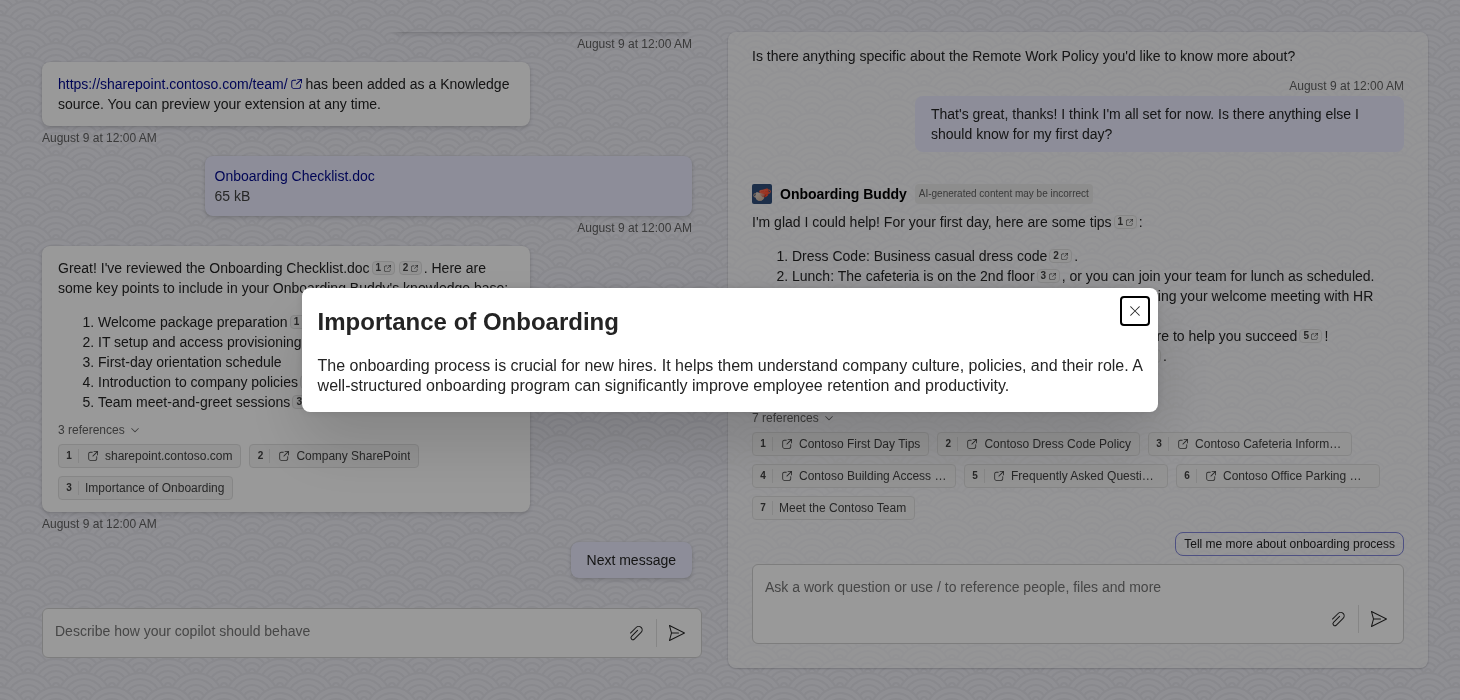 August 9 at 12:00 AM
https://sharepoint.contoso.com/team/ has been added as a Knowledge
source. You can preview your extension at any time.
August 9 at 12:00 AM
Onboarding Checklist.doc
65 kB
August 9 at 12:00 AM
Great! I've reviewed the Onboarding Checklist.doc 1 2 . Here are
some key points to include in your Onboarding Buddy's knowledge base:
1. Welcome package preparation 1
2. IT setup and access provisioning
3. First-day orientation schedule
4. Introduction to company policies
5. Team meet-and-greet sessions 3
3 references
1 sharepoint.contoso.com
2 Company SharePoint
3 Importance of Onboarding
August 9 at 12:00 AM
Next message
Describe how your copilot should behave
Importance of Onboarding
The onboarding process is crucial for new hires. It helps them understand company culture, policies, and their role. A
well-structured onboarding program can significantly improve employee retention and productivity.
Is there anything specific about the Remote Work Policy you'd like to know more about?
August 9 at 12:00 AM
That's great, thanks! I think I'm all set for now. Is there anything else I
should know for my first day?
Onboarding Buddy AI-generated content may be incorrect
I'm glad I could help! For your first day, here are some tips 1 :
1. Dress Code: Business casual dress code 2 .
2. Lunch: The cafeteria is on the 2nd floor 3 , or you can join your team for lunch as scheduled.
ing your welcome meeting with HR
re to help you succeed 5 !
.
7 references
1 Contoso First Day Tips
2 Contoso Dress Code Policy
3 Contoso Cafeteria Inform…
4 Contoso Building Access …
5 Frequently Asked Questi…
6 Contoso Office Parking …
7 Meet the Contoso Team
Tell me more about onboarding process
Ask a work question or use / to reference people, files and more